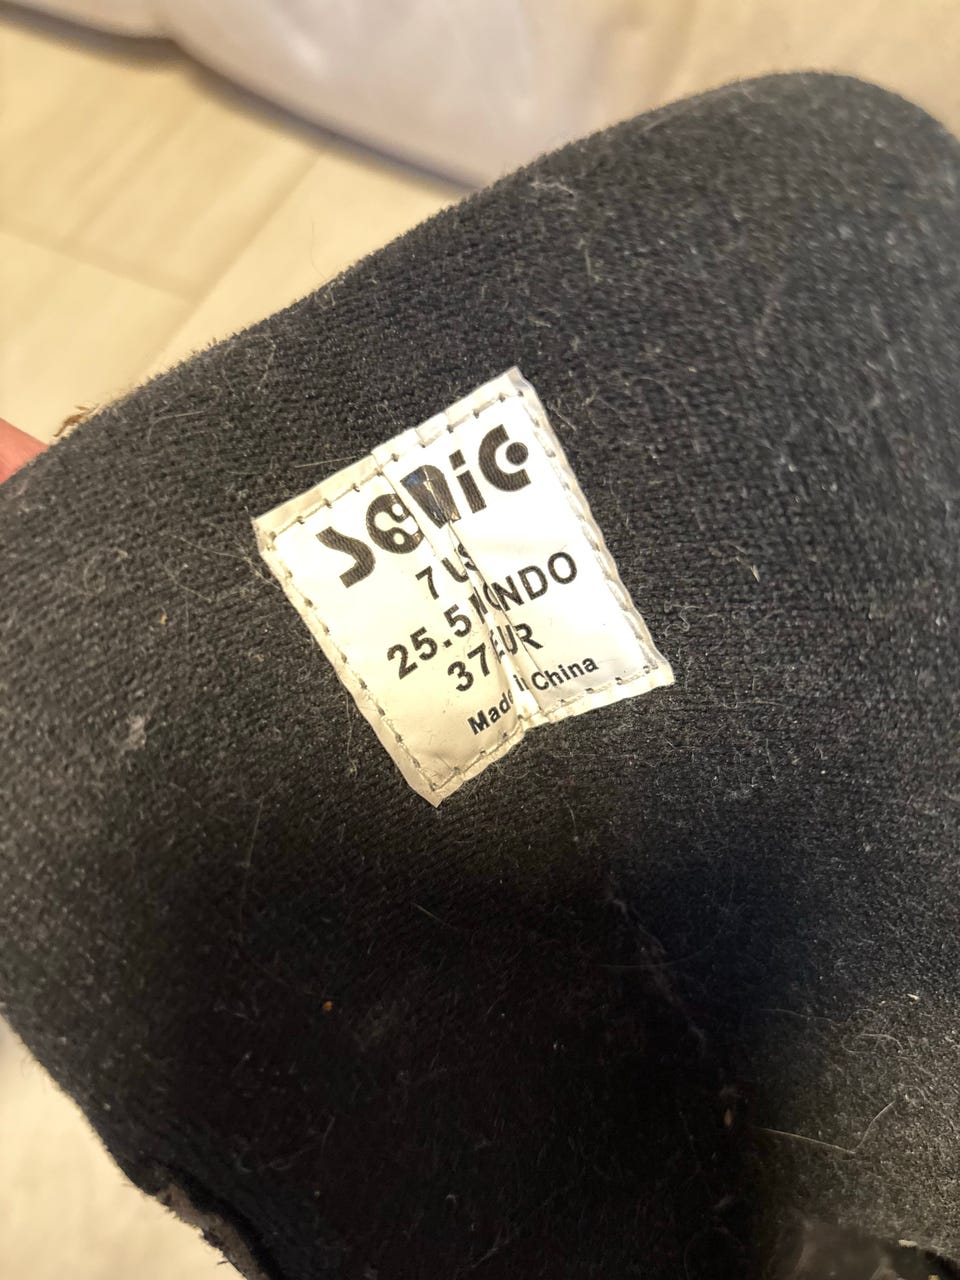 SONIC
7 US
25.5 MONDO
37 EUR
Made in China